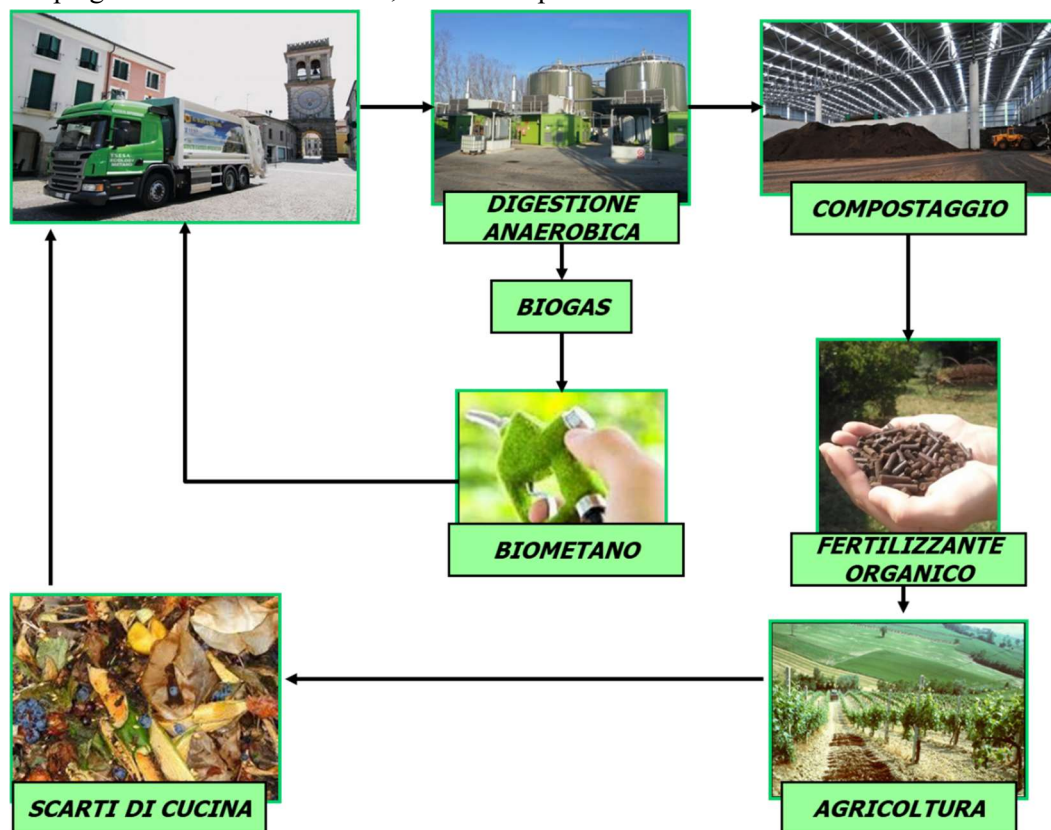 DIGESTIONE
ANAEROBICA
COMPOSTAGGIO
BIOGAS
BIOMETANO
FERTILIZZANTE
ORGANICO
SCARTI DI CUCINA
AGRICOLTURA